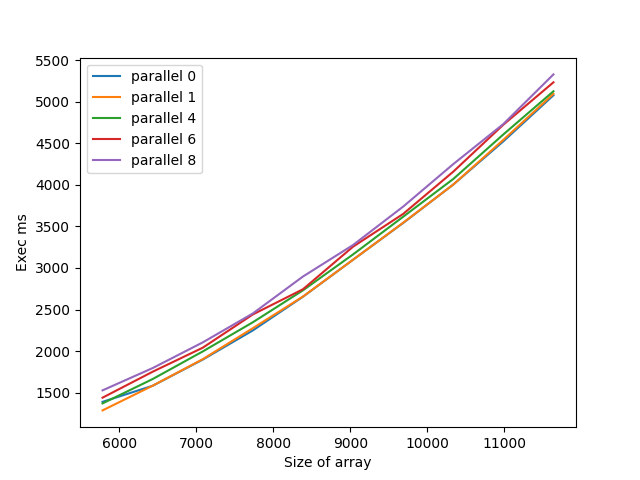 5500
5000
4500
4000
3500
3000
2500
2000
1500
Exec ms
parallel 0
parallel 1
parallel 4
parallel 6
parallel 8
6000 7000 8000 9000 10000 11000
Size of array